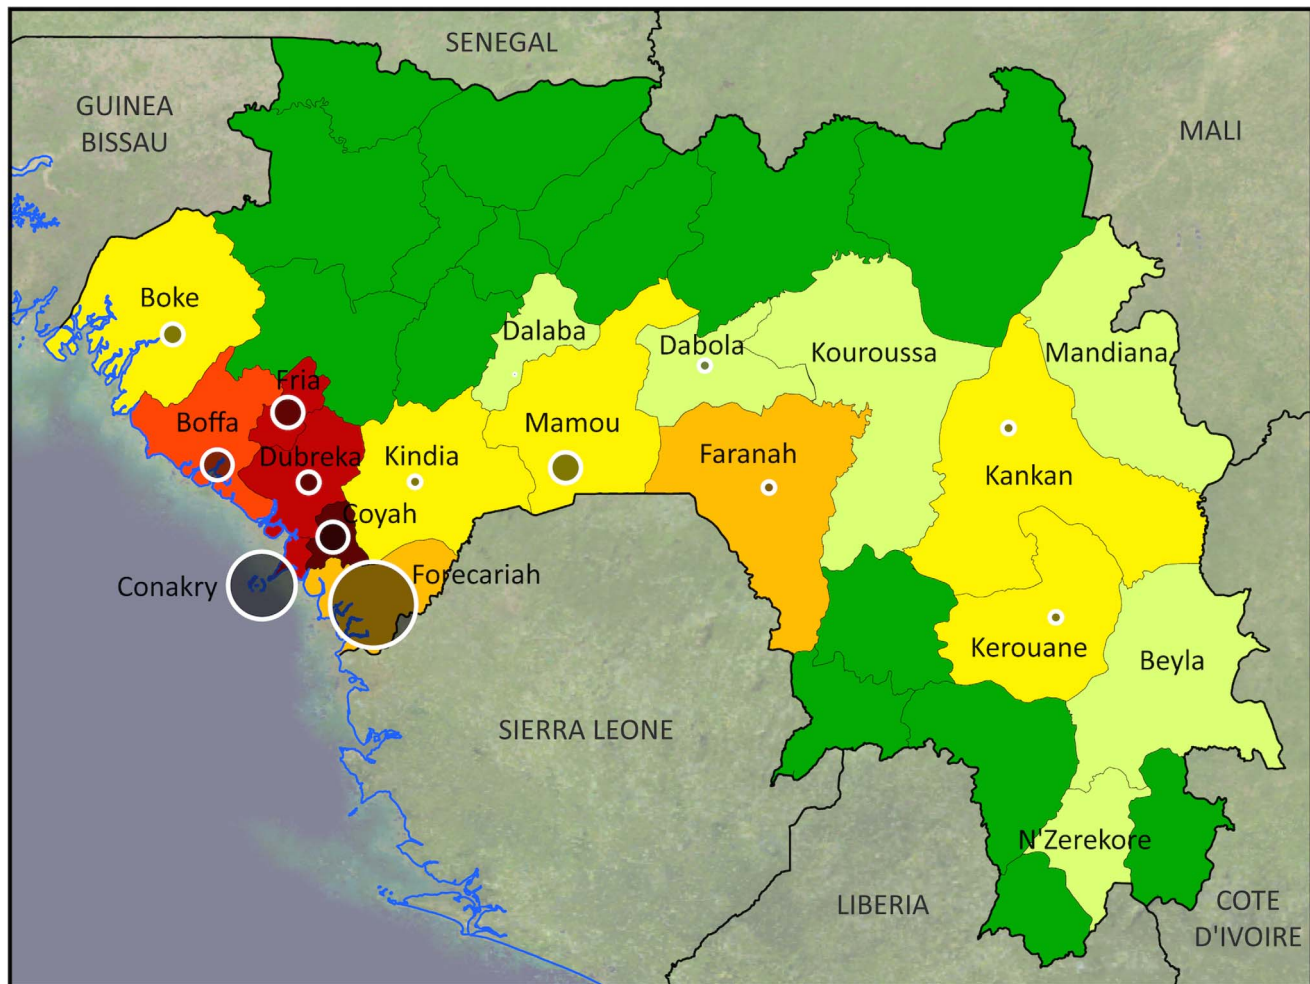 SENEGAL
GUINEA
BISSAU
MALI
Boke
Dalaba
Dabola
Kouroussa
Mandiana
Fria
Boffa
Mamou
Dubreka
Kindia
Faranah
Kankan
Coyah
Conakry
Forecariah
Kerouane
Beyla
SIERRA LEONE
N'Zerekore
LIBERIA
COTE
D'IVOIRE